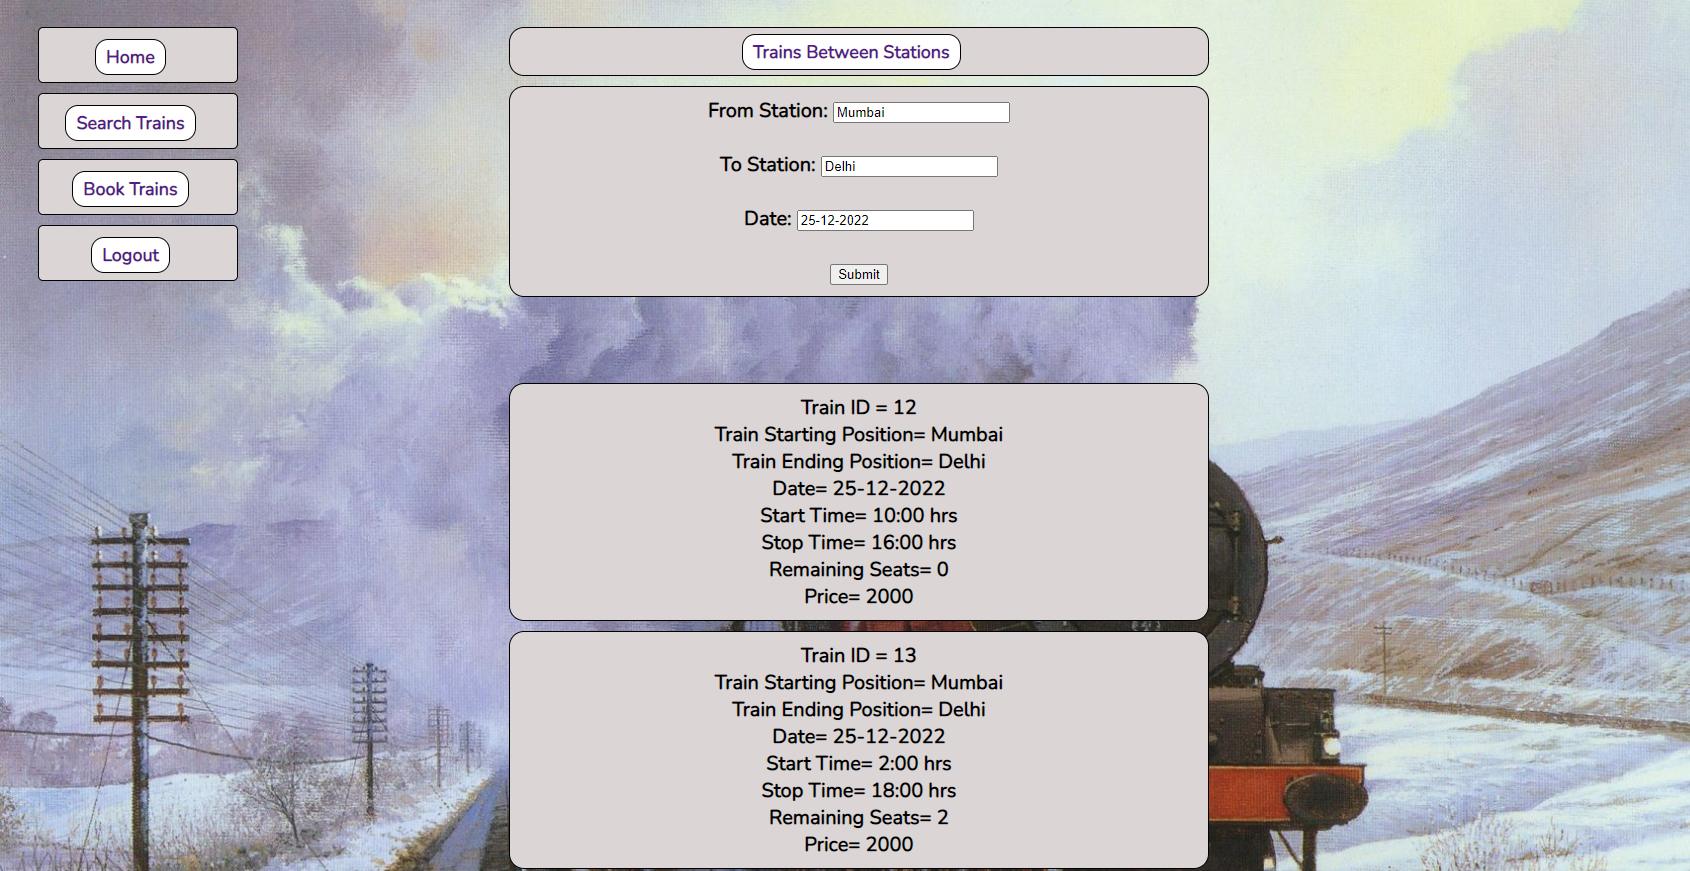 Home
Search Trains
Book Trains
Logout
Trains Between Stations
From Station: Mumbai
To Station: Delhi
Date: 25-12-2022
Submit
Train ID = 12
Train Starting Position= Mumbai
Train Ending Position= Delhi
Date= 25-12-2022
Start Time= 10:00 hrs
Stop Time= 16:00 hrs
Remaining Seats= 0
Price= 2000
Train ID = 13
Train Starting Position= Mumbai
Train Ending Position= Delhi
Date= 25-12-2022
Start Time= 2:00 hrs
Stop Time= 18:00 hrs
Remaining Seats= 2
Price= 2000